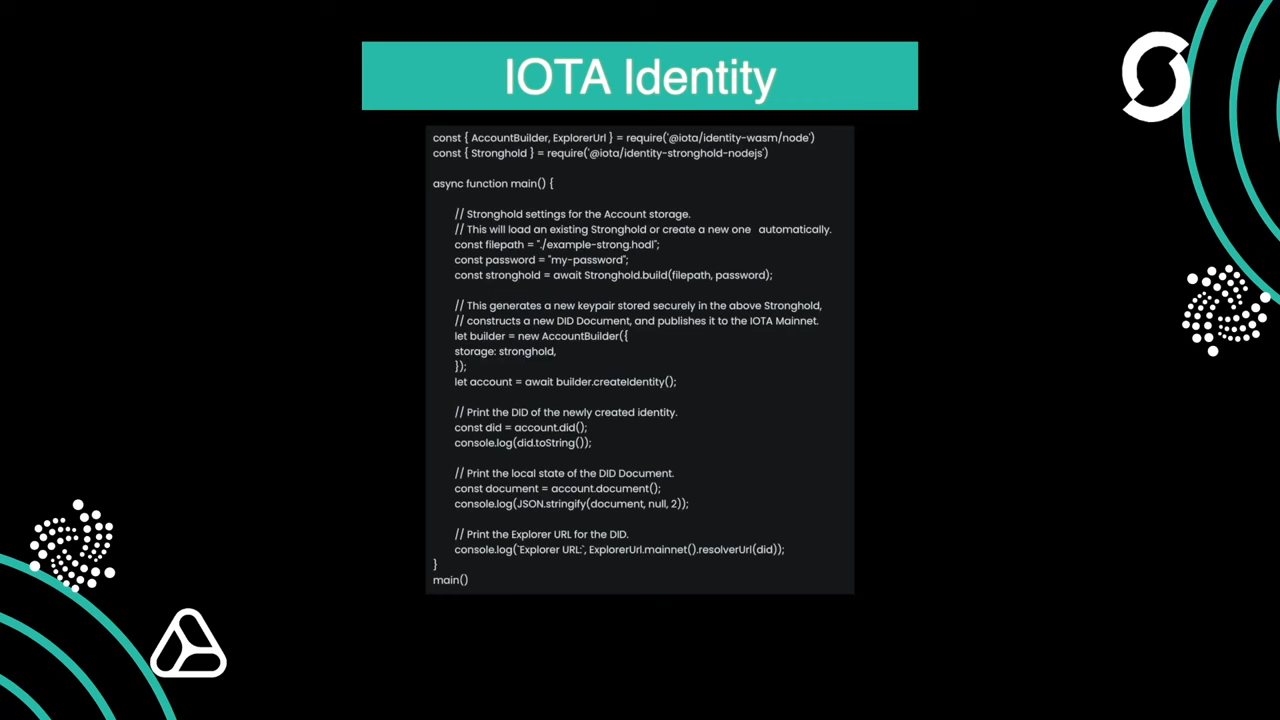 IOTA Identity
const { AccountBuilder, ExplorerUrl } = require('@iota/identity-wasm/node')
const { Stronghold } = require('@iota/identity-stronghold-nodejs')
async function main() {
// Stronghold settings for the Account storage.
// This will load an existing Stronghold or create a new one automatically.
const filepath = "./example-strong.hodl";
const password = "my-password";
const stronghold = await Stronghold.build(filepath, password);
// This generates a new keypair stored securely in the above Stronghold,
// constructs a new DID Document, and publishes it to the IOTA Mainnet.
let builder = new AccountBuilder({
storage: stronghold,
});
let account = await builder.createIdentity();
// Print the DID of the newly created identity.
const did = account.did();
console.log(did.toString());
// Print the local state of the DID Document.
const document = account.document();
console.log(JSON.stringify(document, null, 2));
// Print the Explorer URL for the DID.
console.log(`Explorer URL:`, ExplorerUrl.mainnet().resolverUrl(did));
}
main()